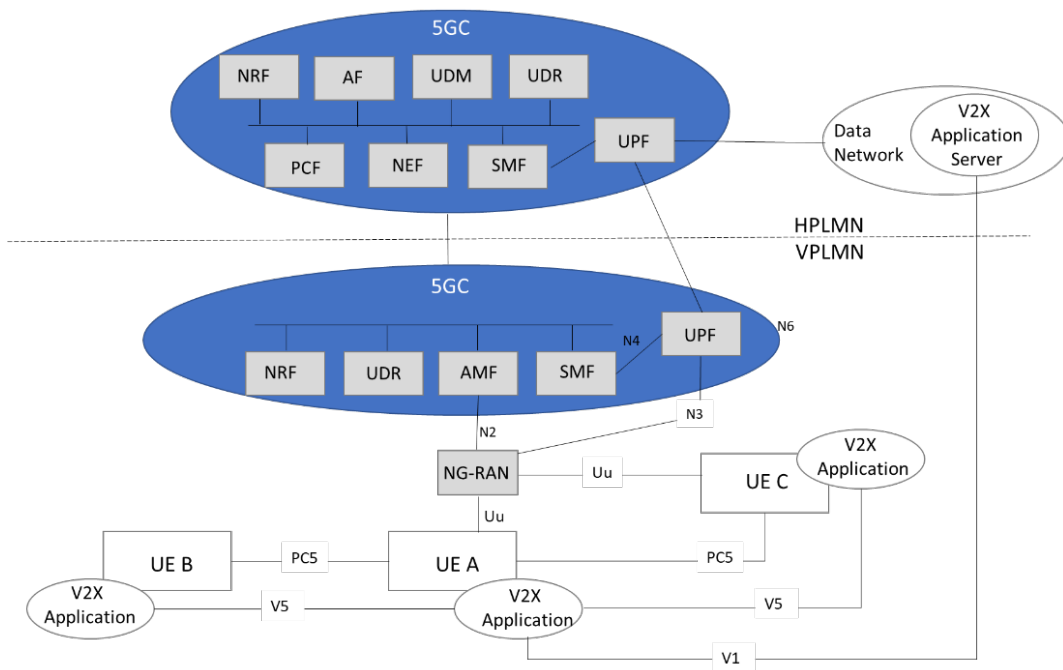 5GC
NRF
AF
UDM
UDR
PCF
NEF
SMF
UPF
Data
Network
V2X
Application
Server
HPLMN
VPLMN
5GC
NRF
UDR
AMF
SMF
N4
UPF
N6
N2
N3
NG-RAN
Uu
UE C
V2X
Application
Uu
UE B
PC5
UE A
PC5
V2X
Application
V5
V2X
Application
V5
V1